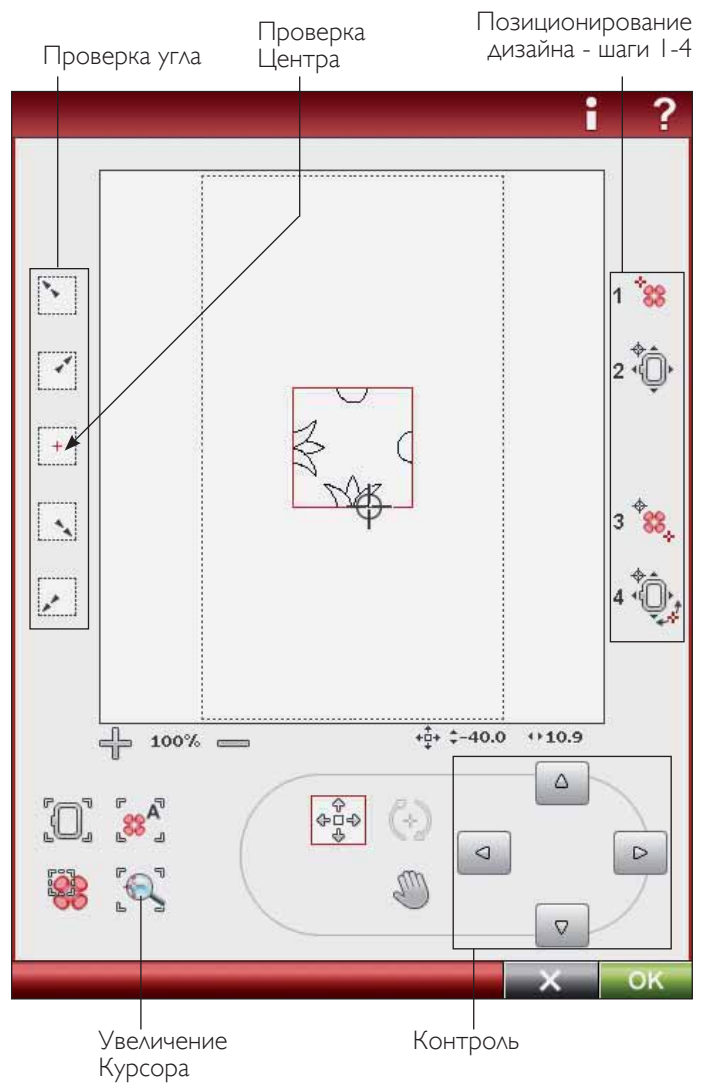 Проверка угла
Проверка
Центра
Позиционирование
дизайна - шаги 1-4
i ?
1
2
3
4
100%
-40.0 10.9
A
X OK
Увеличение
Курсора
Контроль